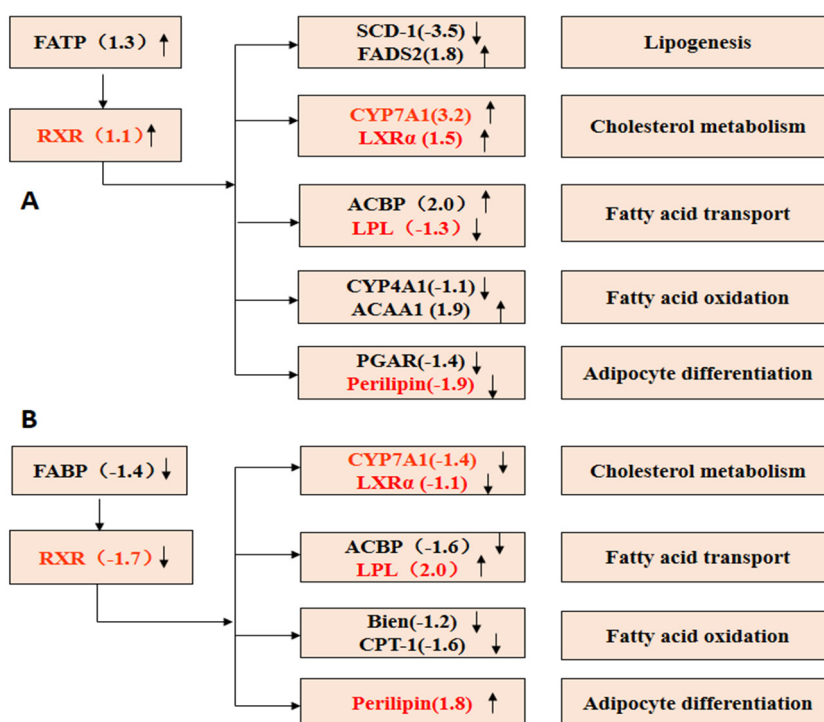 FATP（1.3）
RXR（1.1）
A
SCD-1(-3.5)
FADS2(1.8)
Lipogenesis
CYP7A1(3.2)
LXRα (1.5)
Cholesterol metabolism
ACBP（2.0）
LPL（-1.3）
Fatty acid transport
CYP4A1(-1.1)
ACAA1 (1.9)
Fatty acid oxidation
PGAR(-1.4)
Perilipin(-1.9)
Adipocyte differentiation
B
FABP（-1.4）
RXR（-1.7）
CYP7A1(-1.4)
LXRα (-1.1)
Cholesterol metabolism
ACBP（-1.6）
LPL（2.0）
Fatty acid transport
Bien(-1.2)
CPT-1(-1.6)
Fatty acid oxidation
Perilipin(1.8)
Adipocyte differentiation